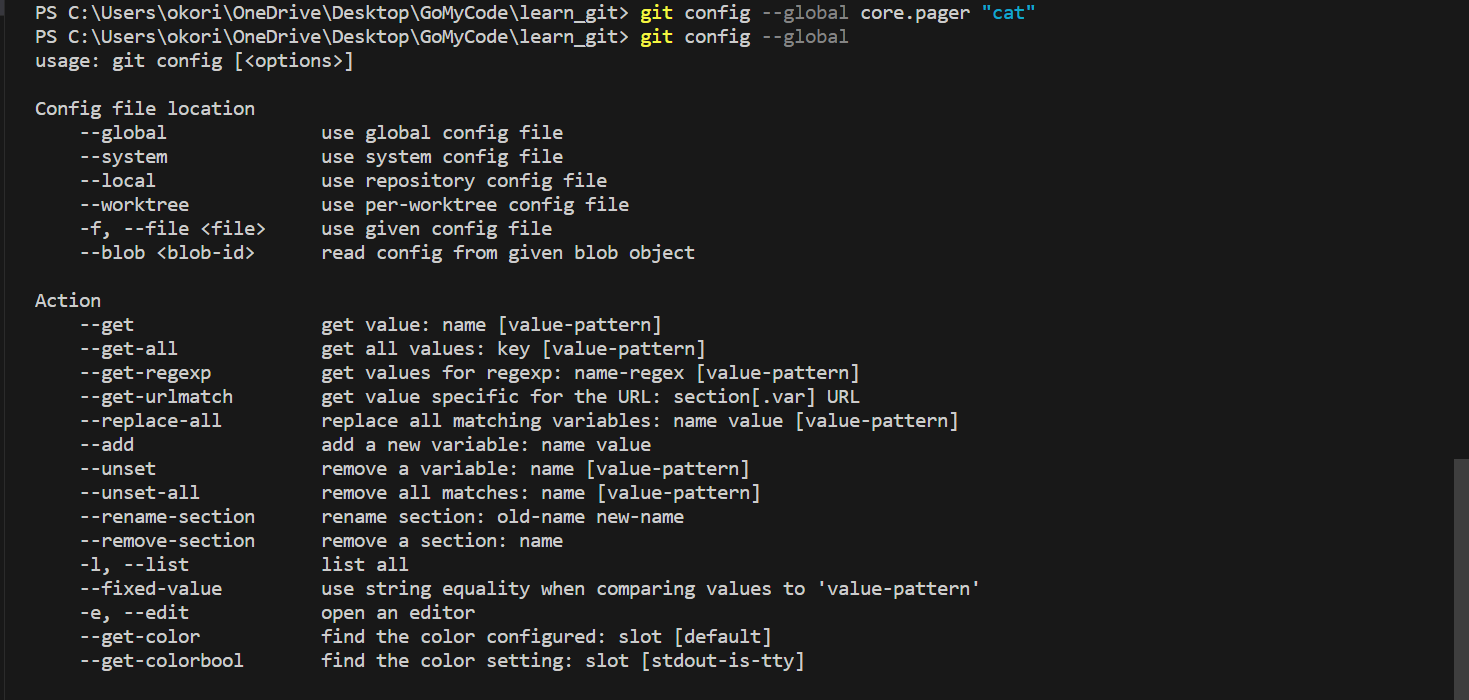 PS C:\Users\okori\OneDrive\Desktop\GoMyCode\learn_git> git config --global core.pager "cat"
PS C:\Users\okori\OneDrive\Desktop\GoMyCode\learn_git> git config --global
usage: git config [<options>]

Config file location
    --global              use global config file
    --system              use system config file
    --local               use repository config file
    --worktree            use per-worktree config file
    -f, --file <file>     use given config file
    --blob <blob-id>      read config from given blob object

Action
    --get                 get value: name [value-pattern]
    --get-all             get all values: key [value-pattern]
    --get-regexp          get values for regexp: name-regex [value-pattern]
    --get-urlmatch        get value specific for the URL: section[.var] URL
    --replace-all         replace all matching variables: name value [value-pattern]
    --add                 add a new variable: name value
    --unset               remove a variable: name [value-pattern]
    --unset-all           remove all matches: name [value-pattern]
    --rename-section      rename section: old-name new-name
    --remove-section      remove a section: name
    -l, --list            list all
    --fixed-value         use string equality when comparing values to 'value-pattern'
    -e, --edit            open an editor
    --get-color           find the color configured: slot [default]
    --get-colorbool       find the color setting: slot [stdout-is-tty]